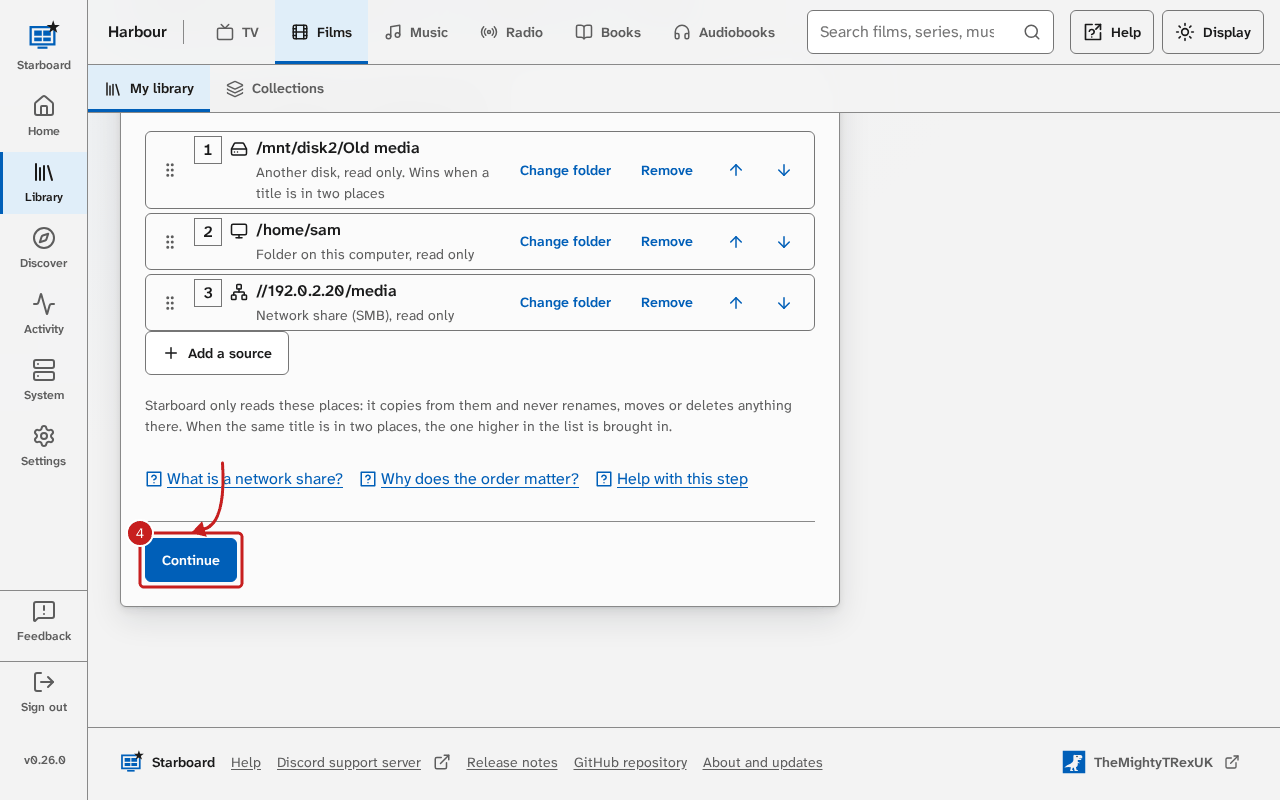 Starboard
Home
Library
Discover
Activity
System
Settings
Feedback
Sign out
v0.26.0
Harbour
TV
Films
Music
Radio
Books
Audiobooks
Search films, series, mus
Help
Display
My library
Collections
1
/mnt/disk2/Old media
Another disk, read only. Wins when a
title is in two places
Change folder
Remove
2
/home/sam
Folder on this computer, read only
Change folder
Remove
3
//192.0.2.20/media
Network share (SMB), read only
Change folder
Remove
Add a source
Starboard only reads these places: it copies from them and never renames, moves or deletes anything
there. When the same title is in two places, the one higher in the list is brought in.
What is a network share?
Why does the order matter?
Help with this step
4
Continue
Starboard
Help
Discord support server
Release notes
GitHub repository
About and updates
TheMightyTRexUK